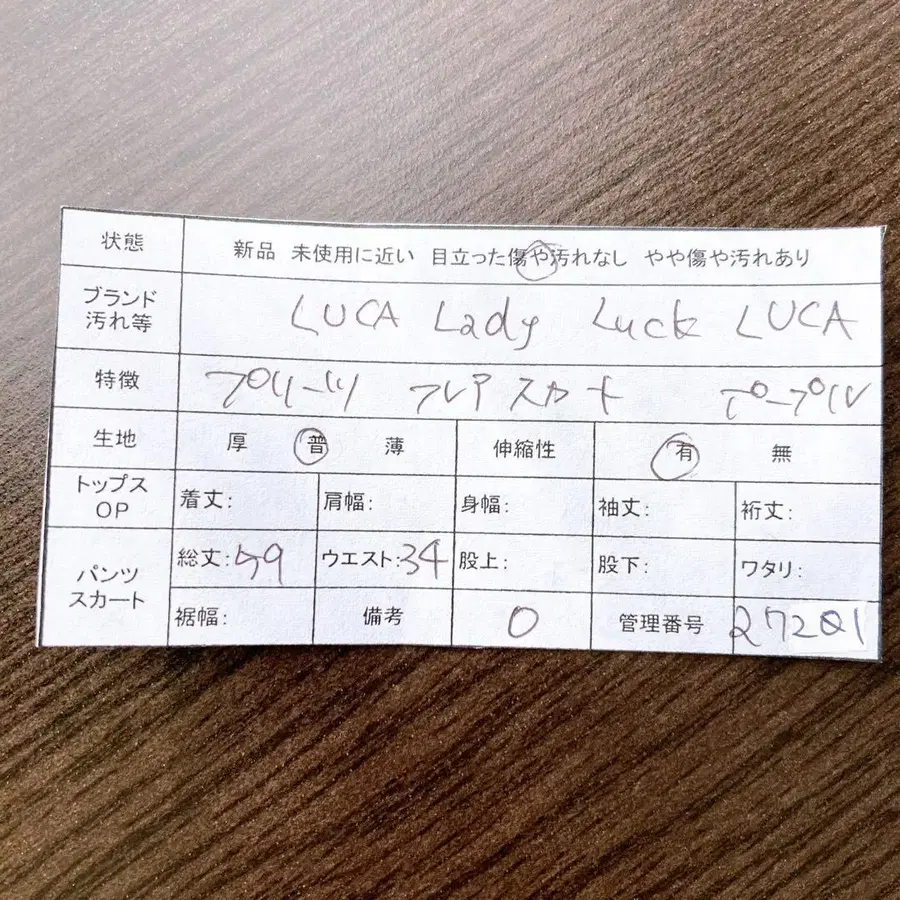 状態 新品 未使用に近い 目立った傷や汚れなし やや傷や汚れあり
ブランド
汚れ等 LUCA Lady Luck LUCA
特徴 プリーツ フレアスカート パープル
生地 厚 普 薄 伸縮性 有 無
トップス
OP 着丈: 肩幅: 身幅: 袖丈: 裄丈:
パンツ
スカート 総丈:59 ウエスト:34 股上: 股下: ワタリ:
裾幅: 備考 0 管理番号